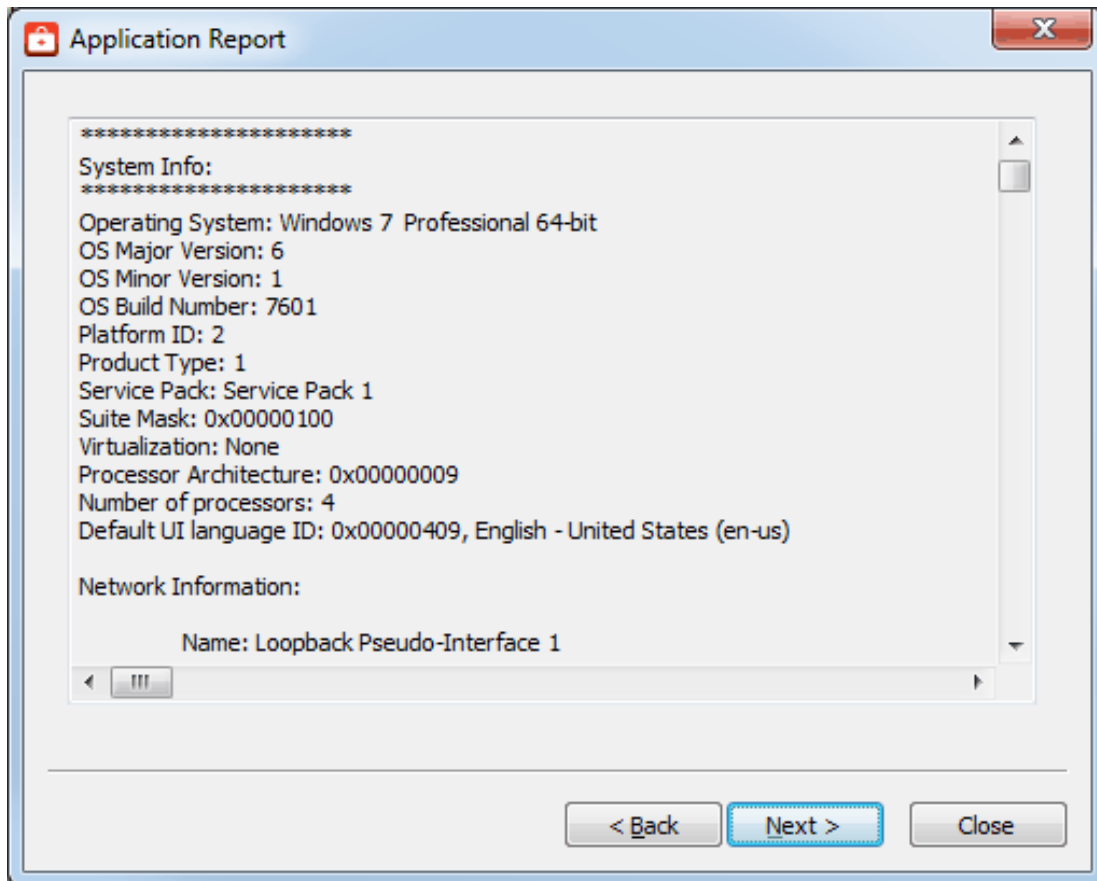 Application Report
**********************
System Info:
**********************
Operating System: Windows 7 Professional 64-bit
OS Major Version: 6
OS Minor Version: 1
OS Build Number: 7601
Platform ID: 2
Product Type: 1
Service Pack: Service Pack 1
Suite Mask: 0x00000100
Virtualization: None
Processor Architecture: 0x00000009
Number of processors: 4
Default UI language ID: 0x00000409, English - United States (en-us)
Network Information:
Name: Loopback Pseudo-Interface 1
< Back Next > Close